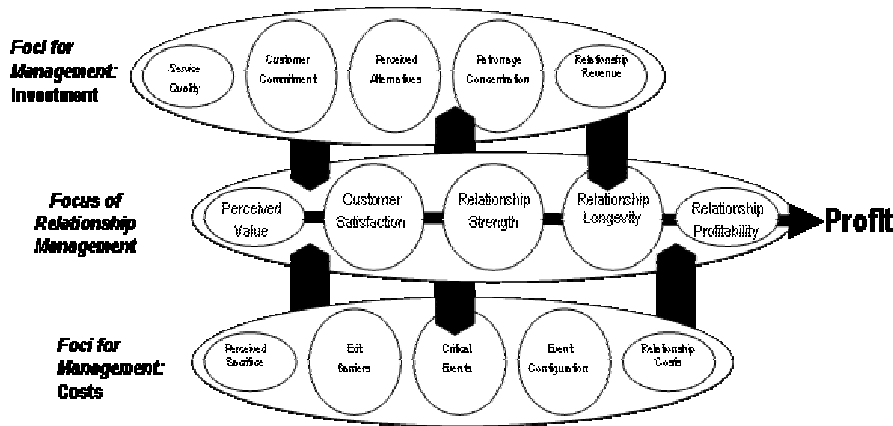 Foci for
Management:
Investment
Service
Quality
Customer
Commitment
Perceived
Alternatives
Patronage
Concentration
Relationship
Revenue
Focus of
Relationship
Management
Perceived
Value
Customer
Satisfaction
Relationship
Strength
Relationship
Longevity
Relationship
Profitability
Profit
Foci for
Management:
Costs
Perceived
Sacrifice
Exit
Barriers
Critical
Events
Event
Configuration
Relationship
Costs